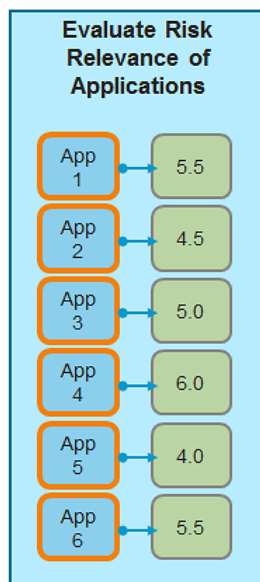 Evaluate Risk
Relevance of
Applications
App
1
5.5
App
2
4.5
App
3
5.0
App
4
6.0
App
5
4.0
App
6
5.5